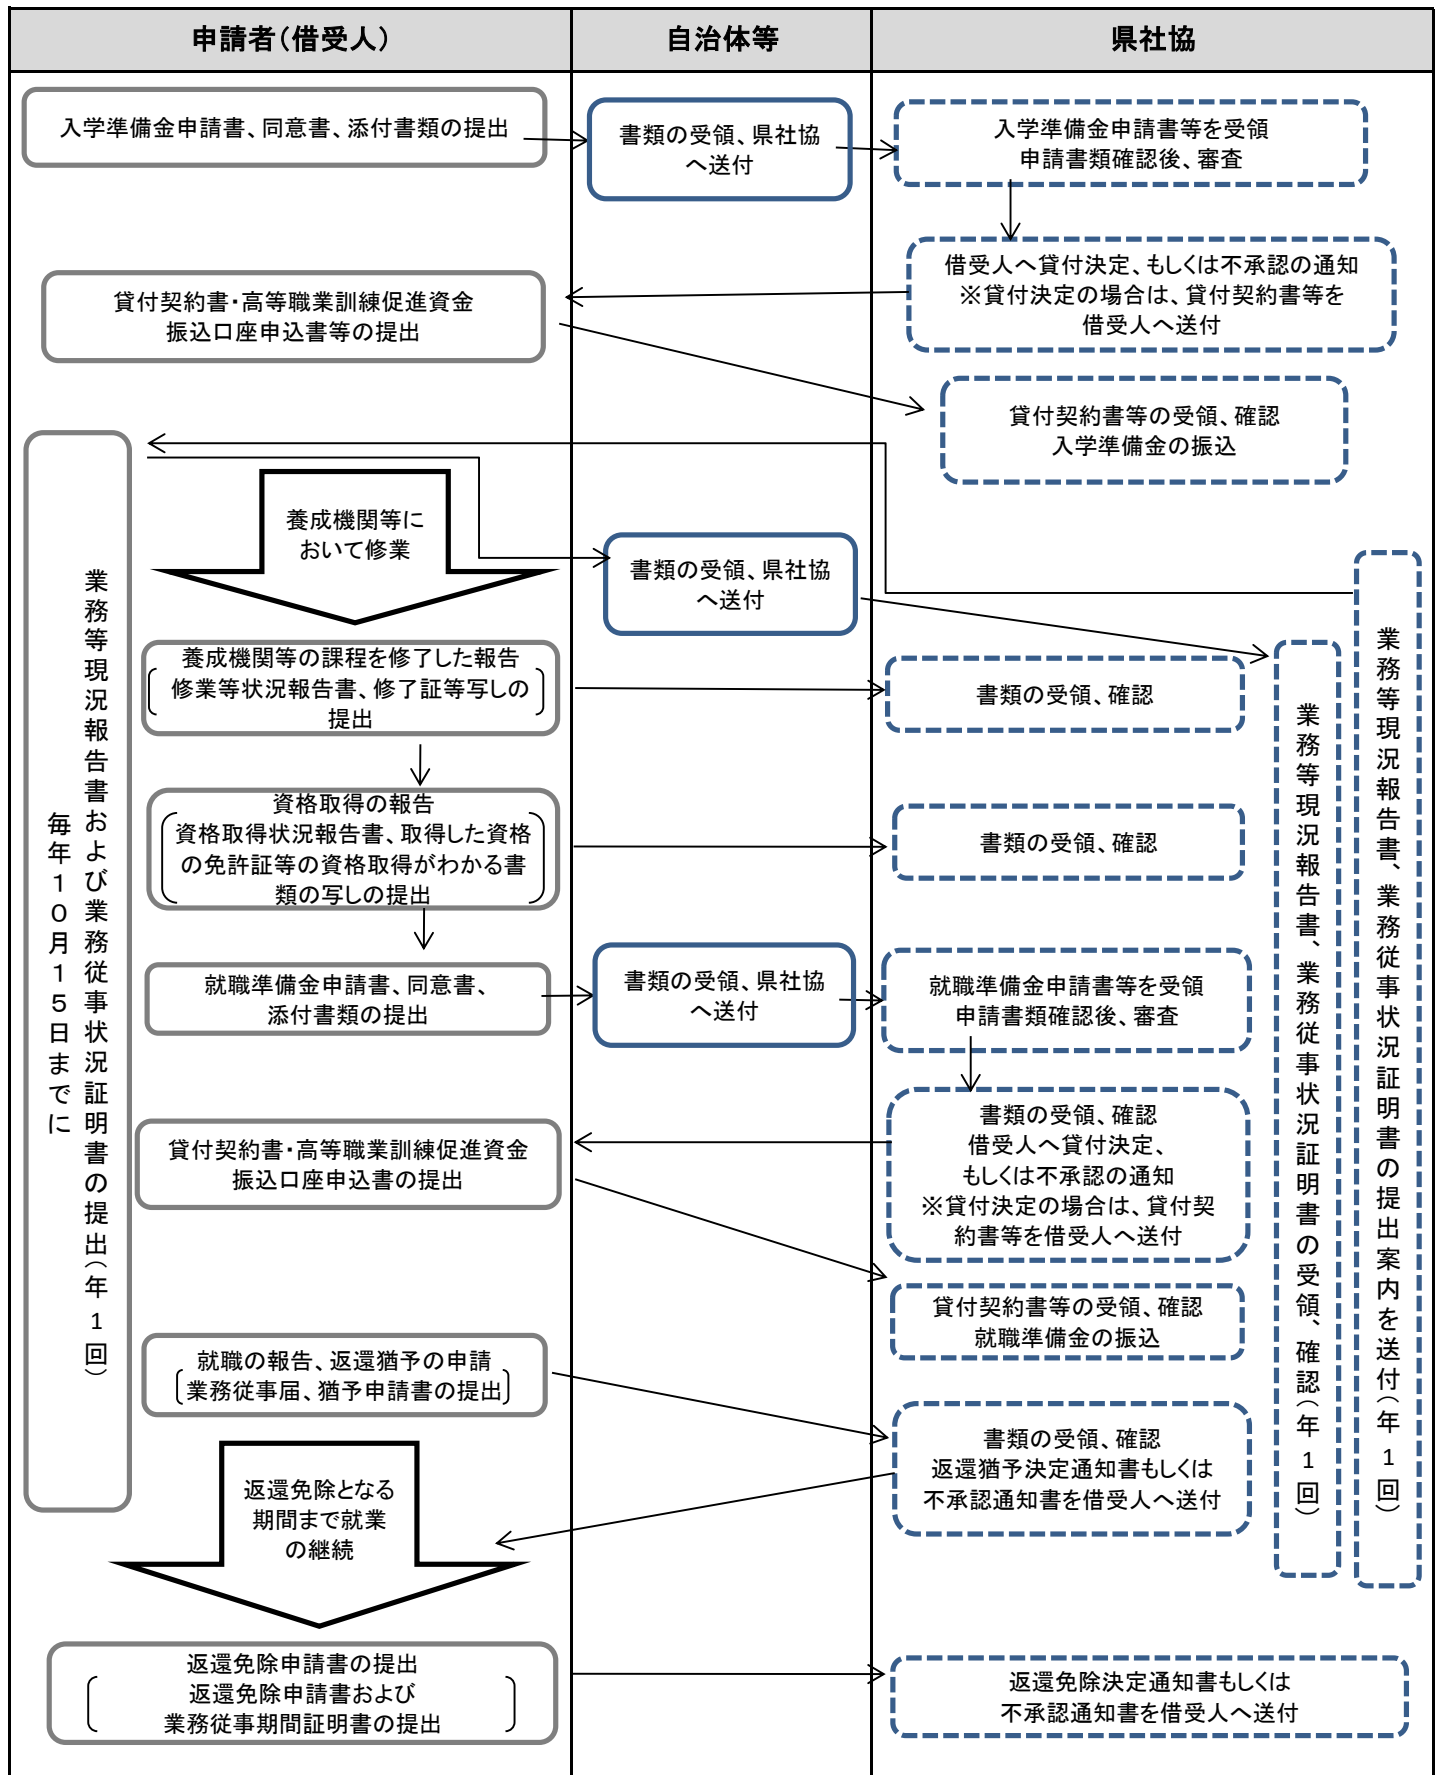 申請者（借受人）
自治体等
県社協
入学準備金申請書、同意書、添付書類の提出
書類の受領、県社協
へ送付
入学準備金申請書等を受領
申請書類確認後、審査
借受人へ貸付決定、もしくは不承認の通知
※貸付決定の場合は、貸付契約書等を
借受人へ送付
貸付契約書・高等職業訓練促進資金
振込口座申込書等の提出
貸付契約書等の受領、確認
入学準備金の振込
業務等現況報告書および業務従事状況証明書の提出（年1回）
毎年１０月１５日までに
養成機関等に
おいて修業
書類の受領、県社協
へ送付
業務等現況報告書、業務従事状況証明書の提出案内を送付（年1回）
業務等現況報告書、業務従事状況証明書の受領、確認（年1回）
養成機関等の課程を修了した報告
修業等状況報告書、修了証等写しの
提出
書類の受領、確認
資格取得の報告
資格取得状況報告書、取得した資格
の免許証等の資格取得がわかる書
類の写しの提出
書類の受領、確認
就職準備金申請書、同意書、
添付書類の提出
書類の受領、県社協
へ送付
就職準備金申請書等を受領
申請書類確認後、審査
書類の受領、確認
借受人へ貸付決定、
もしくは不承認の通知
※貸付決定の場合は、貸付契
約書等を借受人へ送付
貸付契約書・高等職業訓練促進資金
振込口座申込書の提出
貸付契約書等の受領、確認
就職準備金の振込
就職の報告、返還猶予の申請
業務従事届、猶予申請書の提出
書類の受領、確認
返還猶予決定通知書もしくは
不承認通知書を借受人へ送付
返還免除となる
期間まで就業
の継続
返還免除申請書の提出
返還免除申請書および
業務従事期間証明書の提出
返還免除決定通知書もしくは
不承認通知書を借受人へ送付